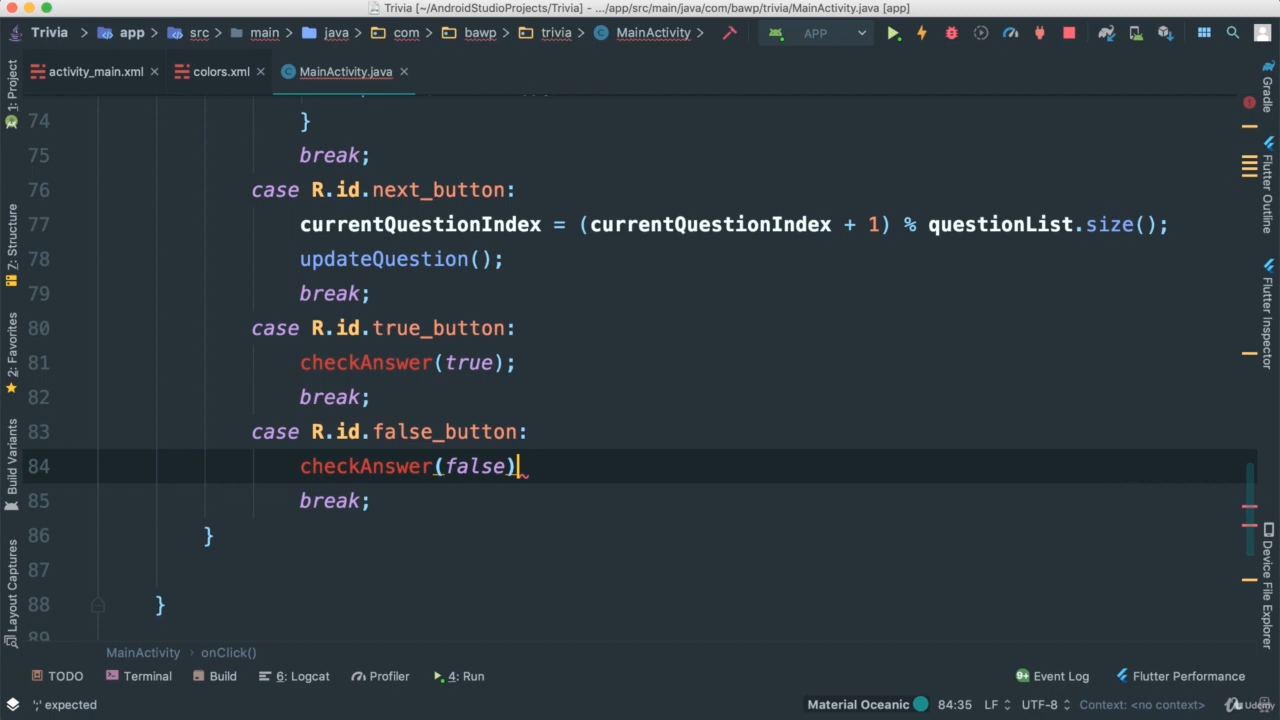 Trivia [~/AndroidStudioProjects/Trivia] - .../app/src/main/java/com/bawp/trivia/MainActivity.java [app]
Trivia app src main java com bawp trivia MainActivity APP
activity_main.xml colors.xml MainActivity.java
1: Project
7: Structure
2: Favorites
Build Variants
Layout Captures
Gradle
Flutter Outline
Flutter Inspector
Device File Explorer
74 }
75 break;
76 case R.id.next_button:
77 currentQuestionIndex = (currentQuestionIndex + 1) % questionList.size();
78 updateQuestion();
79 break;
80 case R.id.true_button:
81 checkAnswer(true);
82 break;
83 case R.id.false_button:
84 checkAnswer(false)
85 break;
86 }
87
88 }
89
MainActivity › onClick()
TODO Terminal Build 6: Logcat Profiler 4: Run 9+ Event Log Flutter Performance
';' expected Material Oceanic 84:35 LF UTF-8 Context: <no context> Udemy